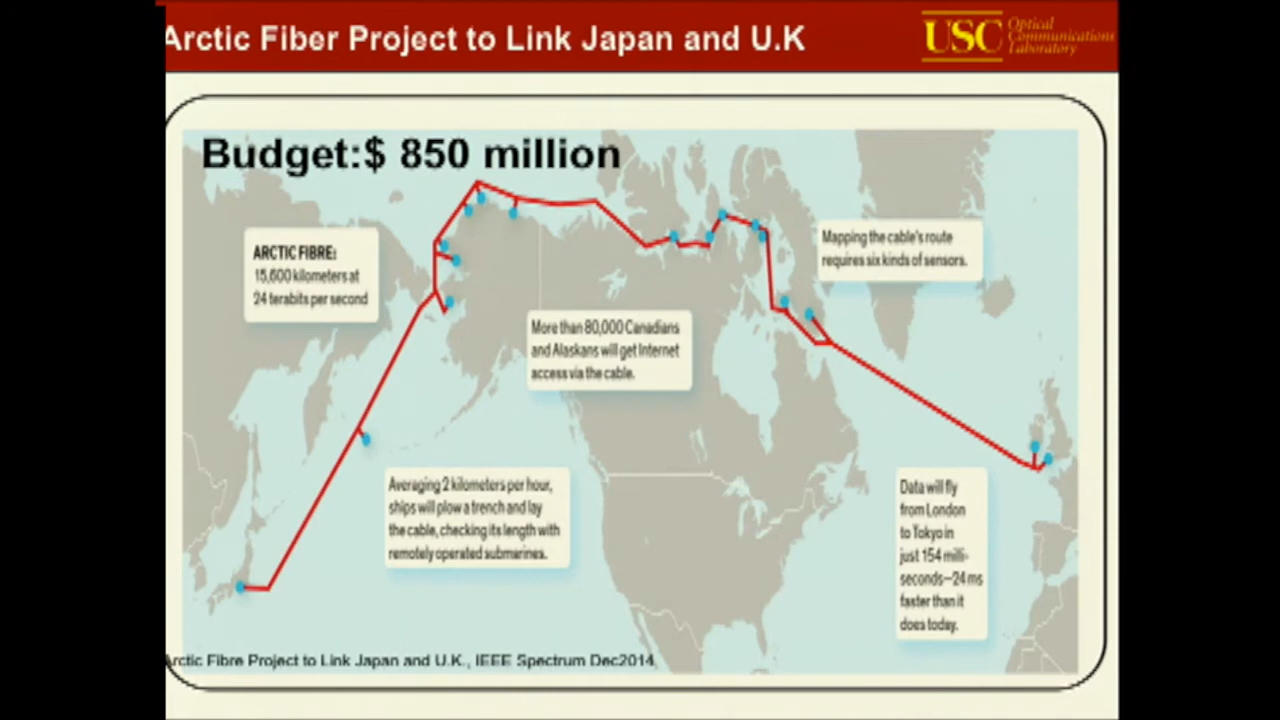 Arctic Fiber Project to Link Japan and U.K
USC Optical
Communications
Laboratory
Budget:$ 850 million
ARCTIC FIBRE:
15,600 kilometers at
24 terabits per second
Mapping the cable's route
requires six kinds of sensors.
More than 80,000 Canadians
and Alaskans will get Internet
access via the cable.
Averaging 2 kilometers per hour,
ships will plow a trench and lay
the cable, checking its length with
remotely operated submarines.
Data will fly
from London
to Tokyo in
just 154 milli-
seconds—24 ms
faster than it
does today.
Arctic Fibre Project to Link Japan and U.K., IEEE Spectrum Dec2014